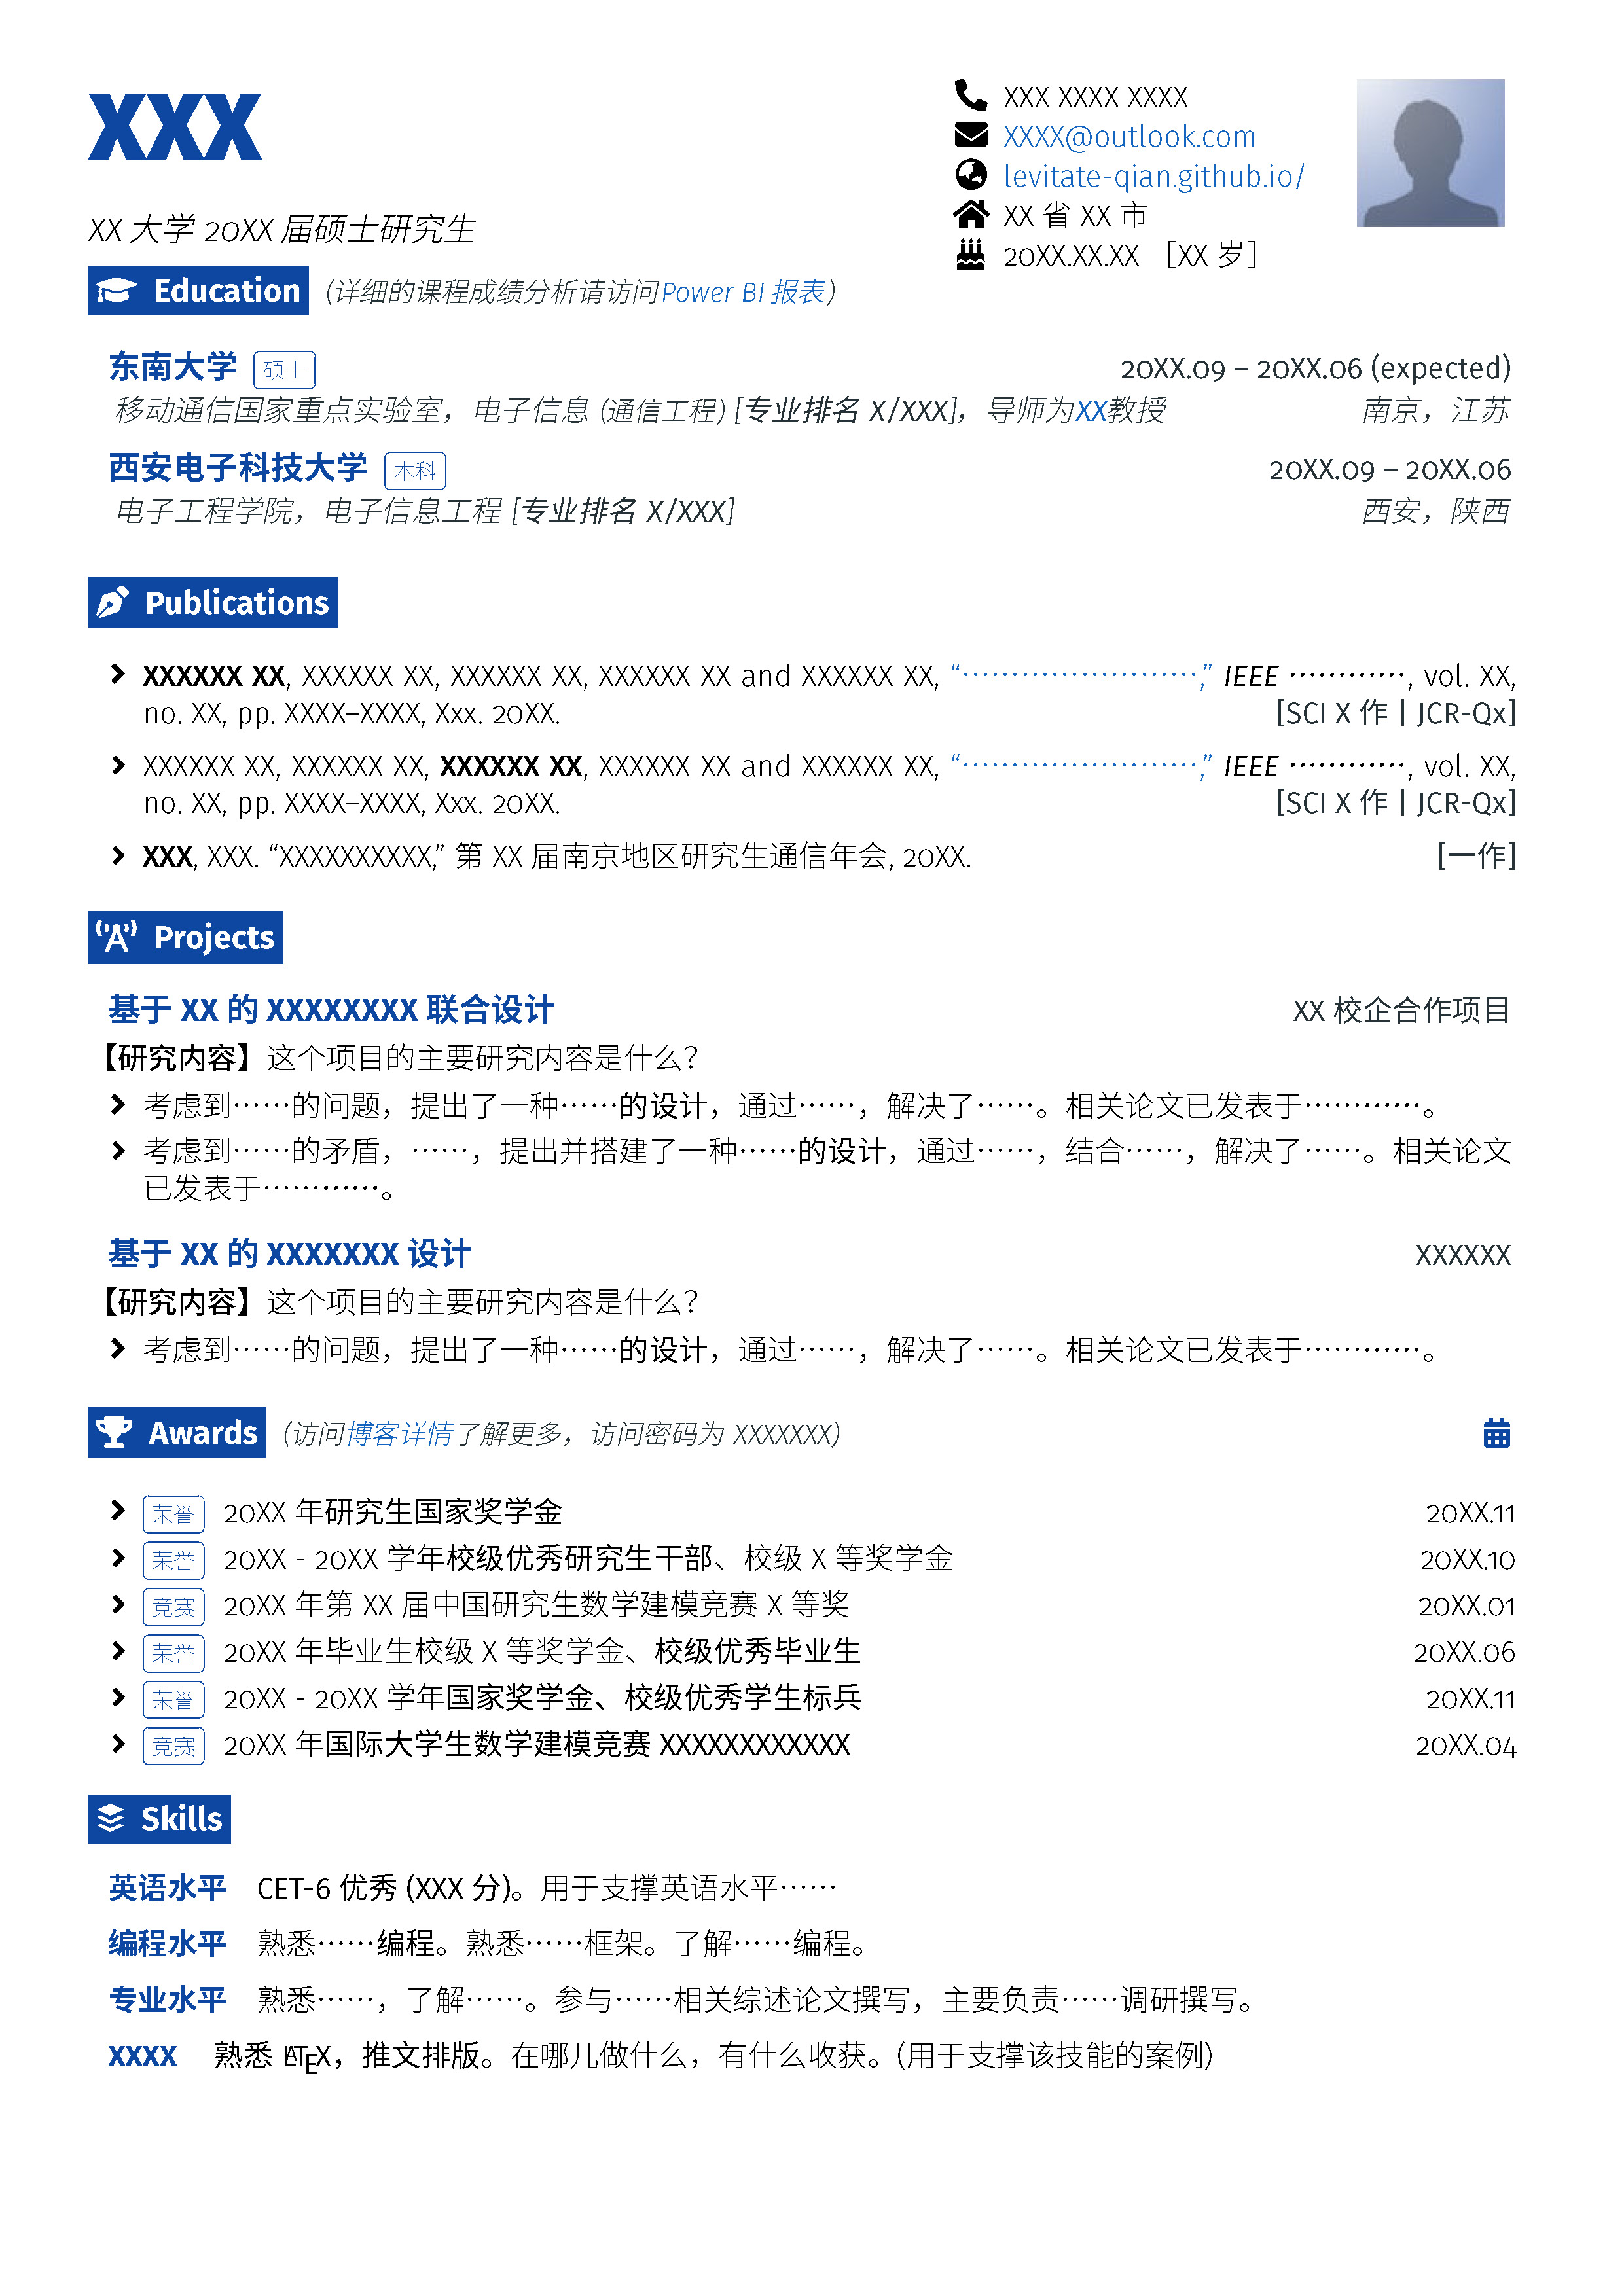 XXX
XX 大学 20XX 届硕士研究生
XXX XXXX XXXX
XXXX@outlook.com
levitate-qian.github.io/
XX 省 XX 市
20XX.XX.XX ［XX 岁］
Education (详细的课程成绩分析请访问Power BI 报表)
东南大学 硕士 20XX.09 – 20XX.06 (expected)
移动通信国家重点实验室，电子信息 (通信工程) [专业排名 X/XXX]，导师为XX教授 南京，江苏
西安电子科技大学 本科 20XX.09 – 20XX.06
电子工程学院，电子信息工程 [专业排名 X/XXX] 西安，陕西
Publications
XXXXXX XX, XXXXXX XX, XXXXXX XX, XXXXXX XX and XXXXXX XX, “························,” IEEE ············, vol. XX,
no. XX, pp. XXXX–XXXX, Xxx. 20XX. [SCI X 作 | JCR-Qx]
XXXXXX XX, XXXXXX XX, XXXXXX XX, XXXXXX XX and XXXXXX XX, “························,” IEEE ············, vol. XX,
no. XX, pp. XXXX–XXXX, Xxx. 20XX. [SCI X 作 | JCR-Qx]
XXX, XXX. “XXXXXXXXXX,” 第 XX 届南京地区研究生通信年会, 20XX. [一作]
Projects
基于 XX 的 XXXXXXXX 联合设计 XX 校企合作项目
【研究内容】这个项目的主要研究内容是什么？
考虑到……的问题，提出了一种……的设计，通过……，解决了……。相关论文已发表于…………。
考虑到……的矛盾，……，提出并搭建了一种……的设计，通过……，结合……，解决了……。相关论文
已发表于…………。
基于 XX 的 XXXXXXX 设计 XXXXXX
【研究内容】这个项目的主要研究内容是什么？
考虑到……的问题，提出了一种……的设计，通过……，解决了……。相关论文已发表于…………。
Awards (访问博客详情了解更多，访问密码为 XXXXXXX)
荣誉 20XX 年研究生国家奖学金 20XX.11
荣誉 20XX - 20XX 学年校级优秀研究生干部、校级 X 等奖学金 20XX.10
竞赛 20XX 年第 XX 届中国研究生数学建模竞赛 X 等奖 20XX.01
荣誉 20XX 年毕业生校级 X 等奖学金、校级优秀毕业生 20XX.06
荣誉 20XX - 20XX 学年国家奖学金、校级优秀学生标兵 20XX.11
竞赛 20XX 年国际大学生数学建模竞赛 XXXXXXXXXXXX 20XX.04
Skills
英语水平 CET-6 优秀 (XXX 分)。用于支撑英语水平……
编程水平 熟悉……编程。熟悉……框架。了解……编程。
专业水平 熟悉……，了解……。参与……相关综述论文撰写，主要负责……调研撰写。
XXXX 熟悉 LATEX，推文排版。在哪儿做什么，有什么收获。(用于支撑该技能的案例)